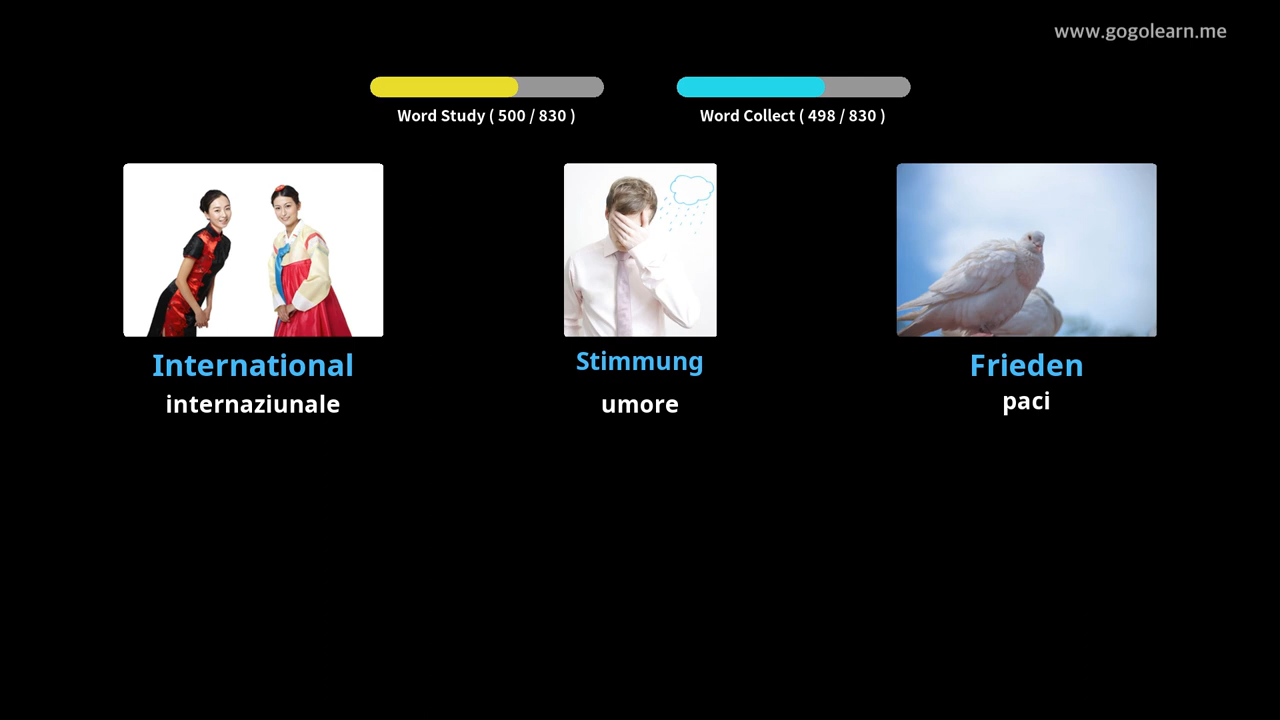 www.gogolearn.me
Word Study ( 500 / 830 )
Word Collect ( 498 / 830 )
International
internaziunale
Stimmung
umore
Frieden
paci